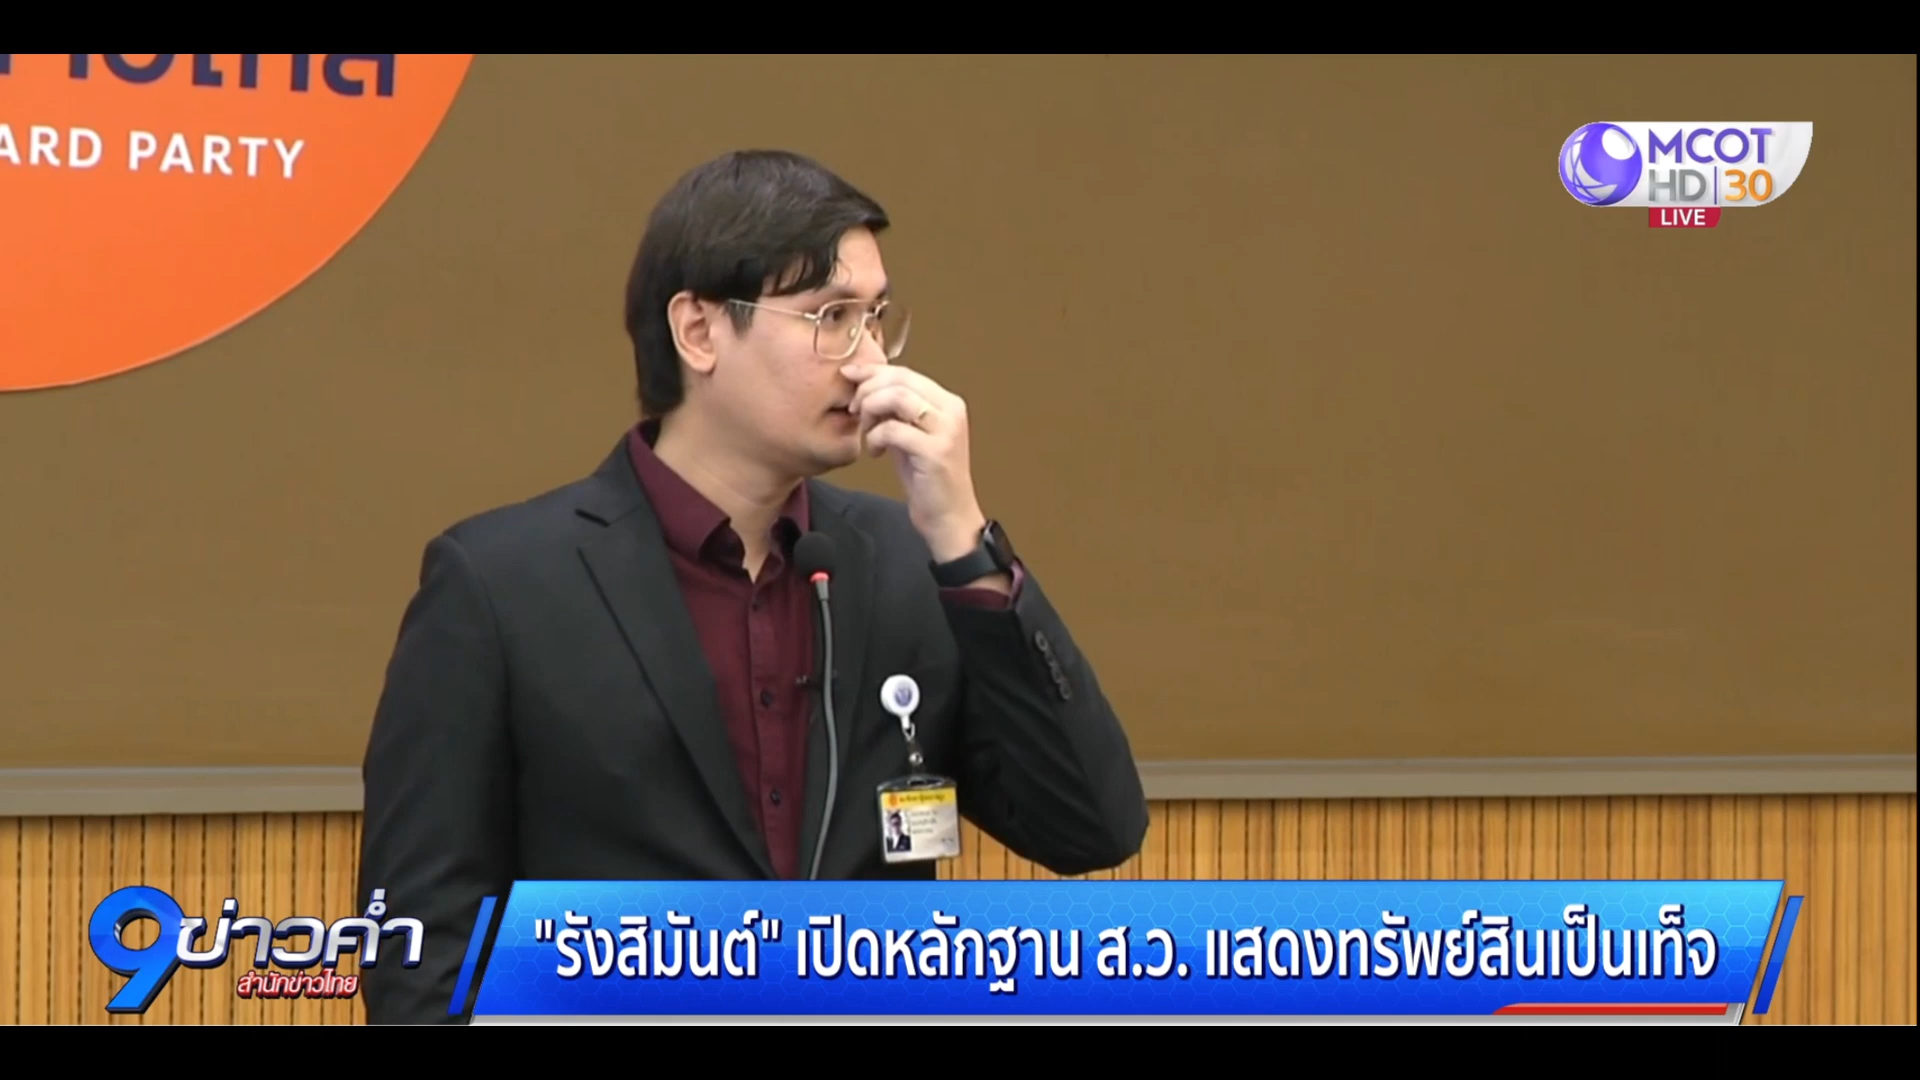 ARD PARTY
MCOT
HD 30
LIVE
9ข่าวค่ำ
สำนักข่าวไทย
"รังสิมันต์" เปิดหลักฐาน ส.ว. แสดงทรัพย์สินเป็นเท็จ